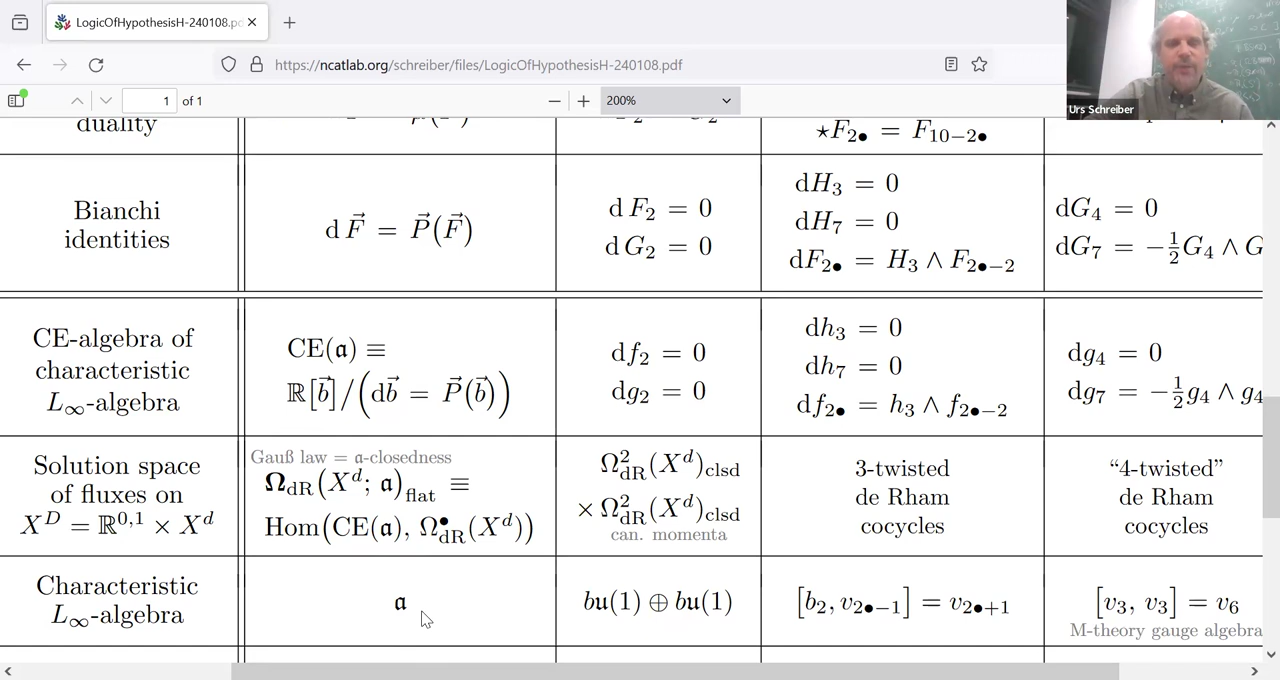 LogicOfHypothesisH-240108.pdf
https://ncatlab.org/schreiber/files/LogicOfHypothesisH-240108.pdf
1 of 1
200%
Urs Schreiber
duality
⋆F₂• = F₁₀₋₂•
Bianchi
identities
d F⃗ = P⃗(F⃗)
d F₂ = 0
d G₂ = 0
dH₃ = 0
dH₇ = 0
dF₂• = H₃ ∧ F₂•₋₂
dG₄ = 0
dG₇ = −½G₄ ∧ G
CE-algebra of
characteristic
L∞-algebra
CE(𝔞) ≡
ℝ[b⃗]/(db⃗ = P⃗(b⃗))
df₂ = 0
dg₂ = 0
dh₃ = 0
dh₇ = 0
df₂• = h₃ ∧ f₂•₋₂
dg₄ = 0
dg₇ = −½g₄ ∧ g₄
Solution space
of fluxes on
X^D = ℝ^{0,1} × X^d
Gauß law = 𝔞-closedness
Ω_dR(X^d; 𝔞)_flat ≡
Hom(CE(𝔞), Ω^•_dR(X^d))
Ω²_dR(X^d)_clsd
× Ω²_dR(X^d)_clsd
can. momenta
3-twisted
de Rham
cocycles
“4-twisted”
de Rham
cocycles
Characteristic
L∞-algebra
𝔞
b𝔲(1) ⊕ b𝔲(1)
[b₂, v₂•₋₁] = v₂•₊₁
[v₃, v₃] = v₆
M-theory gauge algebra